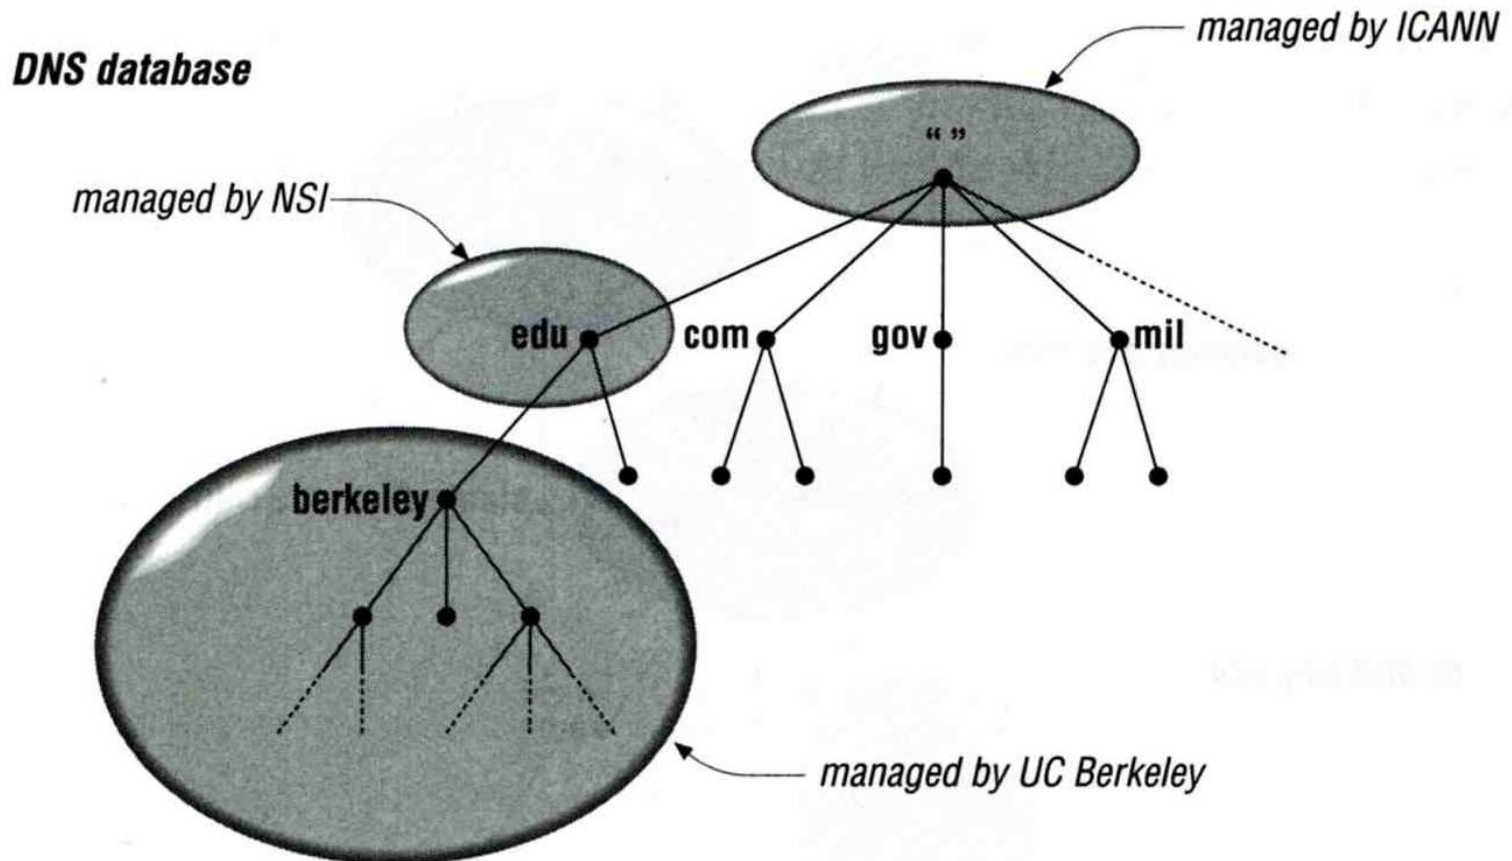 managed by ICANN
DNS database
“ ”
managed by NSI
edu
com
gov
mil
berkeley
managed by UC Berkeley